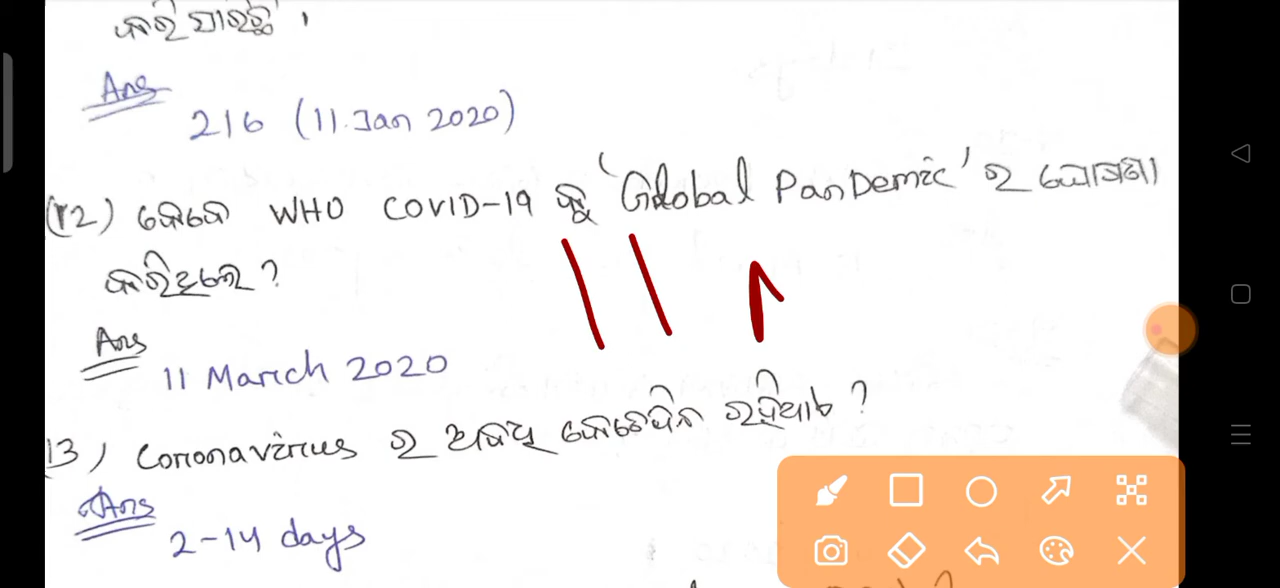 କରି ଯାଇଛି ।
Ans
216 (11 Jan 2020)
(12) କେବେ WHO COVID-19 କୁ 'Global Pandemic' ର ଘୋଷଣା
କରିଥିଲେ ?
Ans
11 March 2020
13) Coronavirus ର ଅବଧି କେତେଦିନ ରହିଥାଏ ?
Ans
2-14 days